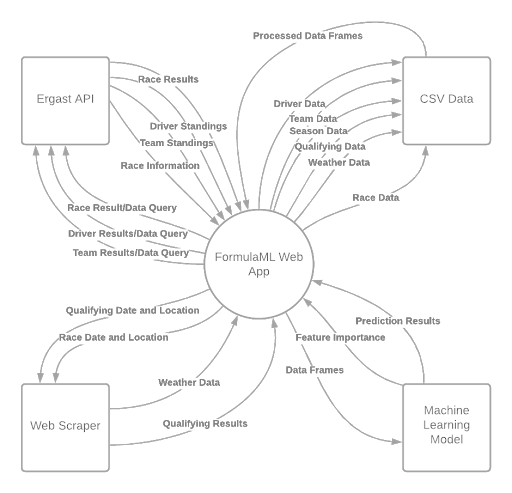 Processed Data Frames
Ergast API
Race Results
CSV Data
Driver Data
Team Data
Season Data
Driver Standings
Team Standings
Qualifying Data
Race Information
Weather Data
Race Data
Race Result/Data Query
Driver Results/Data Query
Team Results/Data Query
FormulaML Web
App
Qualifying Date and Location
Race Date and Location
Prediction Results
Feature Importance
Data Frames
Weather Data
Qualifying Results
Web Scraper
Machine
Learning
Model